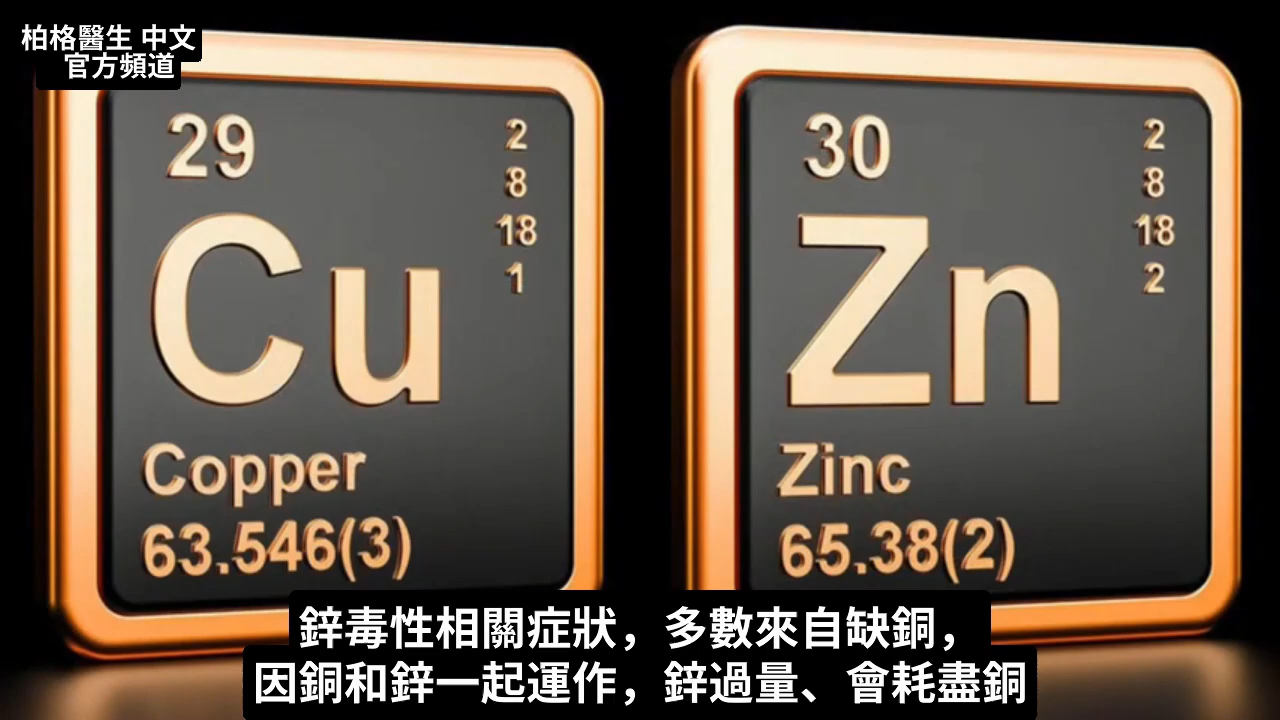 柏格醫生 中文
官方頻道
29
2
8
18
1
Cu
Copper
63.546(3)
30
2
8
18
2
Zn
Zinc
65.38(2)
鋅毒性相關症狀，多數來自缺銅，
因銅和鋅一起運作，鋅過量、會耗盡銅